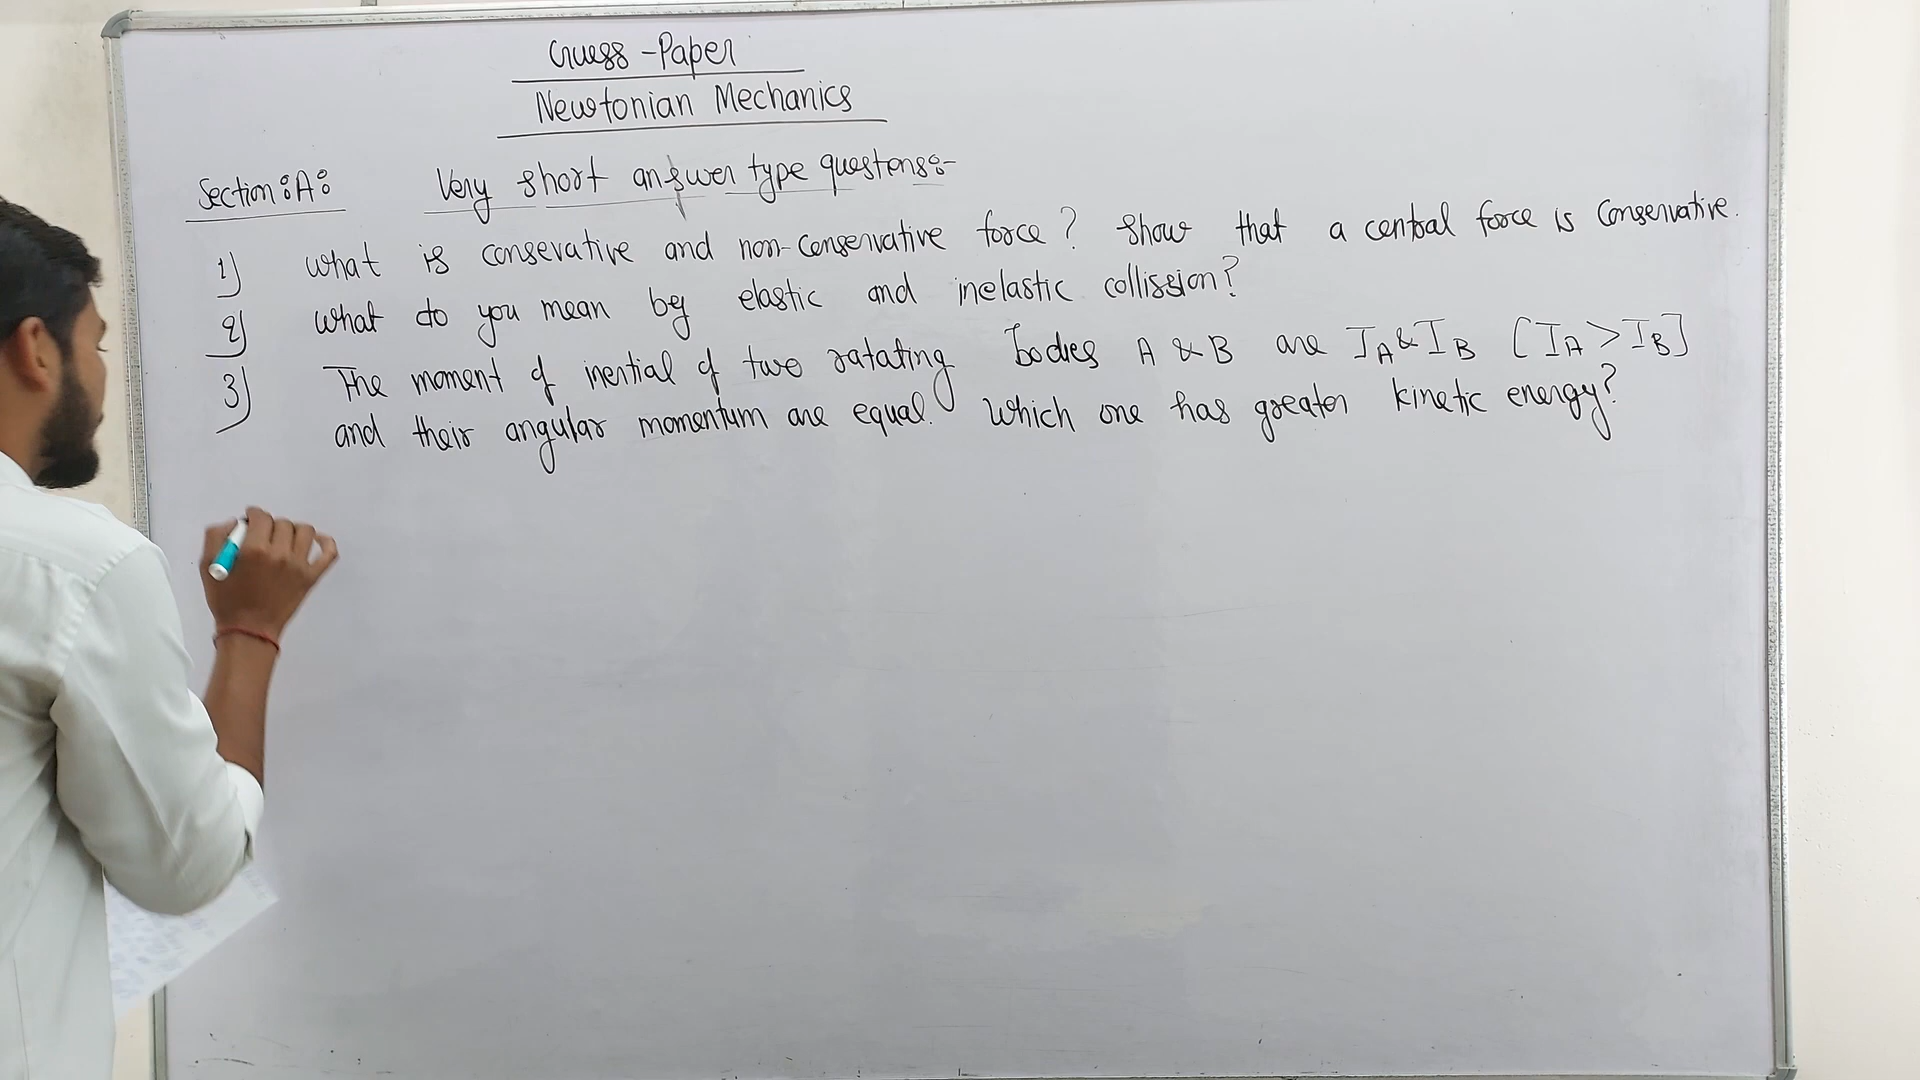 Guess - Paper
Newtonian Mechanics
Section:A: Very short answer type questens:-
1) What is consevative and non-conservative force? Show that a central force is Conservative.
2) What do you mean by elastic and inelastic collission?
3) The moment of inertial of two ratating bodies A & B are IA & IB [IA > IB]
and their angular momentum are equal. Which one has greater kinetic energy?